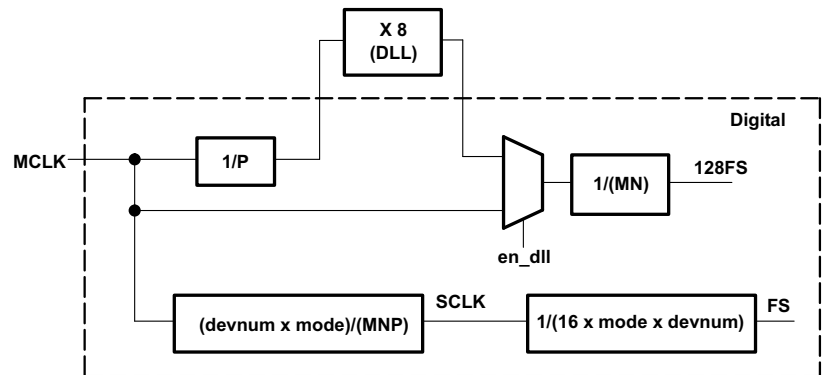 X 8
(DLL)
Digital
MCLK
1/P
1/(MN)
128FS
en_dll
(devnum x mode)/(MNP)
SCLK
1/(16 x mode x devnum)
FS